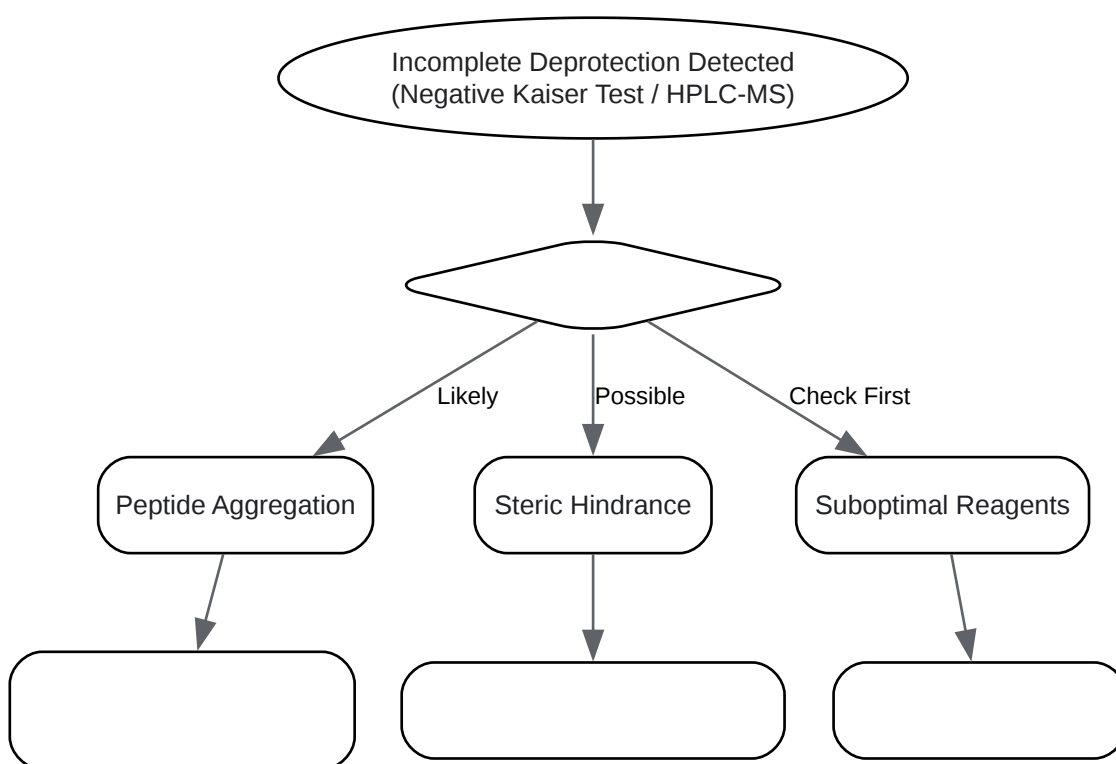 Incomplete Deprotection Detected
(Negative Kaiser Test / HPLC-MS)
Likely
Possible
Check First
Peptide Aggregation
Steric Hindrance
Suboptimal Reagents